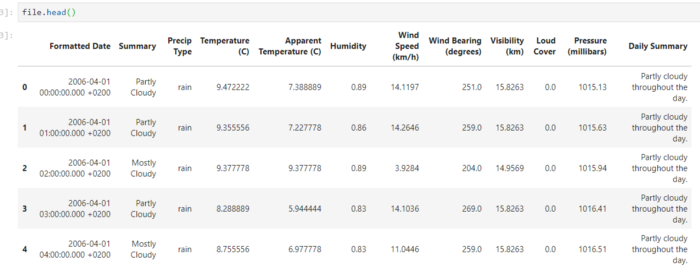 file.head()
Formatted Date Summary Precip Type Temperature (C) Apparent Temperature (C) Humidity Wind Speed (km/h) Wind Bearing (degrees) Visibility (km) Loud Cover Pressure (millibars) Daily Summary
0 2006-04-01 00:00:00.000 +0200 Partly Cloudy rain 9.472222 7.388889 0.89 14.1197 251.0 15.8263 0.0 1015.13 Partly cloudy throughout the day.
1 2006-04-01 01:00:00.000 +0200 Partly Cloudy rain 9.355556 7.227778 0.86 14.2646 259.0 15.8263 0.0 1015.63 Partly cloudy throughout the day.
2 2006-04-01 02:00:00.000 +0200 Mostly Cloudy rain 9.377778 9.377778 0.89 3.9284 204.0 14.9569 0.0 1015.94 Partly cloudy throughout the day.
3 2006-04-01 03:00:00.000 +0200 Partly Cloudy rain 8.288889 5.944444 0.83 14.1036 269.0 15.8263 0.0 1016.41 Partly cloudy throughout the day.
4 2006-04-01 04:00:00.000 +0200 Mostly Cloudy rain 8.755556 6.977778 0.83 11.0446 259.0 15.8263 0.0 1016.51 Partly cloudy throughout the day.